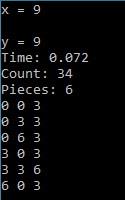 x = 9
y = 9
Time: 0.072
Count: 34
Pieces: 6
0 0 3
0 3 3
0 6 3
3 0 3
3 3 6
6 0 3